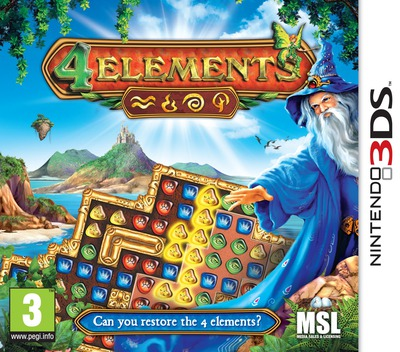 4 ELEMENTS
NINTENDO 3DS
Can you restore the 4 elements?
3
www.pegi.info
MSL
MEDIA SALES & LICENSING